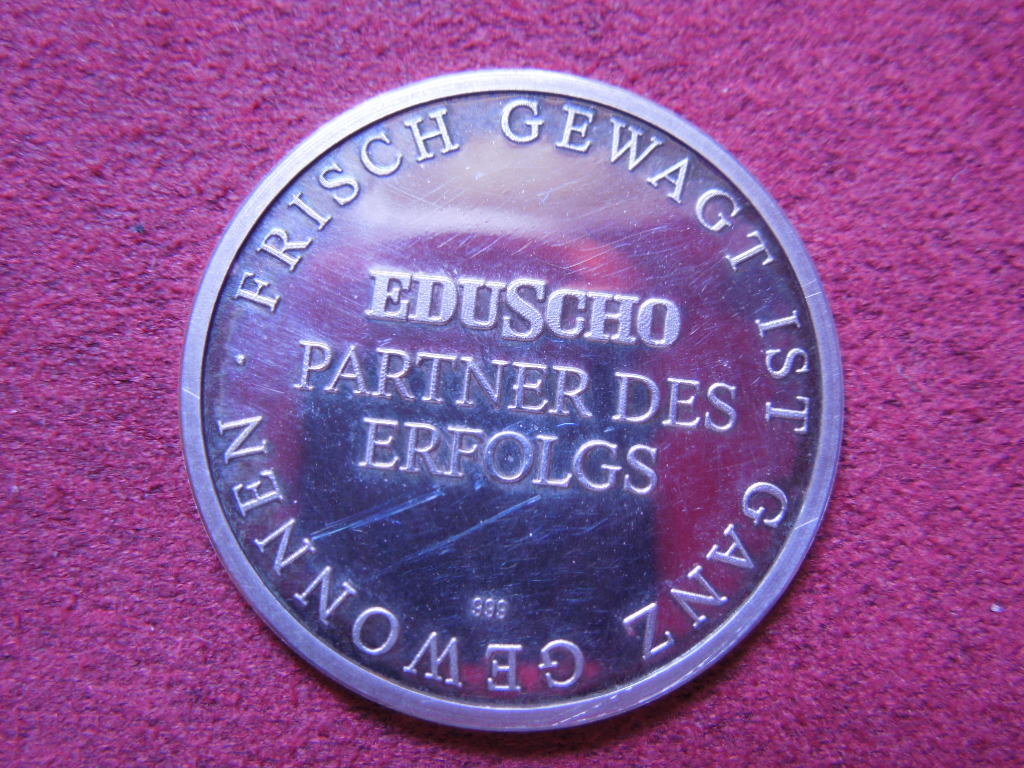 FRISCH GEWAGT IST GANZ GEWONNEN ·
EDUSCHO
PARTNER DES
ERFOLGS
999